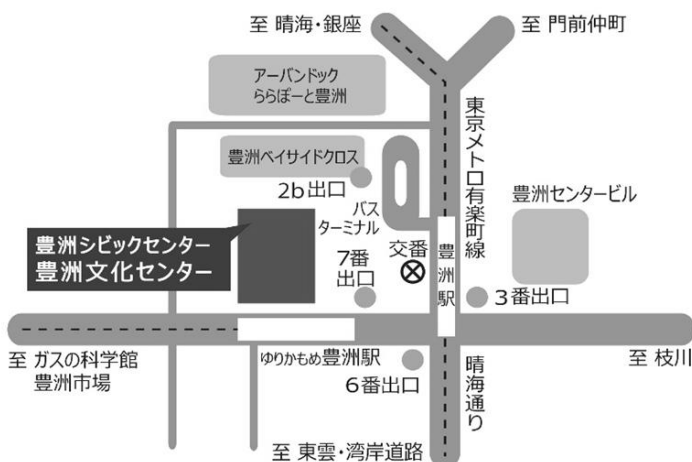 至 晴海・銀座
至 門前仲町
アーバンドック
ららぽーと豊洲
東京メトロ有楽町線
豊洲ベイサイドクロス
2b出口
バス
ターミナル
豊洲センタービル
豊洲シビックセンター
豊洲文化センター
7番
出口
交番
豊洲駅
3番出口
至 ガスの科学館
豊洲市場
ゆりかもめ豊洲駅
6番出口
晴海通り
至 枝川
至 東雲・湾岸道路